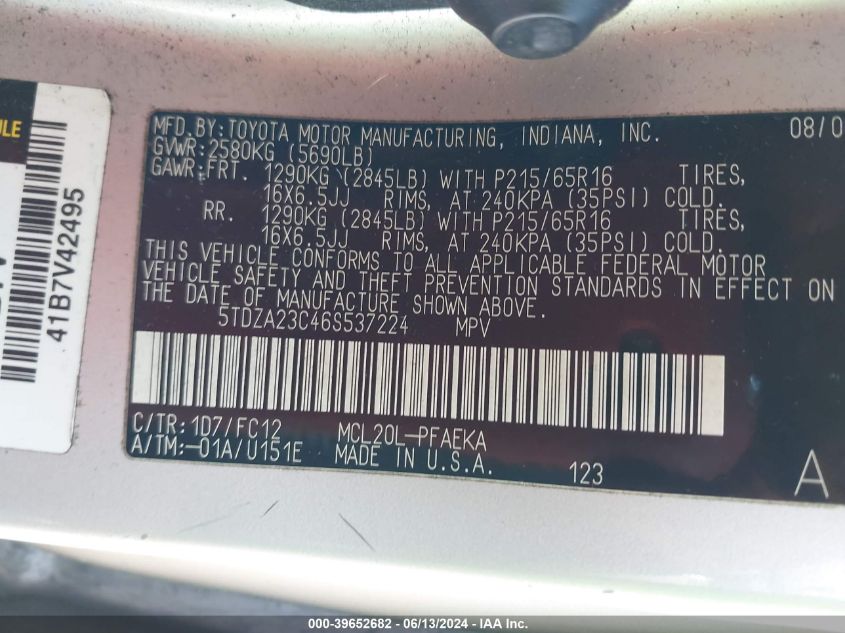 MFD. BY: TOYOTA MOTOR MANUFACTURING, INDIANA, INC. 08/0
GVWR: 2580KG (5690LB)
GAWR: FRT. 1290KG (2845LB) WITH P215/65R16 TIRES,
16X6.5JJ RIMS, AT 240KPA (35PSI) COLD.
RR. 1290KG (2845LB) WITH P215/65R16 TIRES,
16X6.5JJ RIMS, AT 240KPA (35PSI) COLD.
THIS VEHICLE CONFORMS TO ALL APPLICABLE FEDERAL MOTOR
VEHICLE SAFETY AND THEFT PREVENTION STANDARDS IN EFFECT ON
THE DATE OF MANUFACTURE SHOWN ABOVE.
5TDZA23C46S537224 MPV
C/TR: 1D7/FC12 MCL20L-PFAEKA
A/TM: -01A/U151E MADE IN U.S.A. 123 A
ULE
41B7V42495
000-39652682 - 06/13/2024 - IAA Inc.